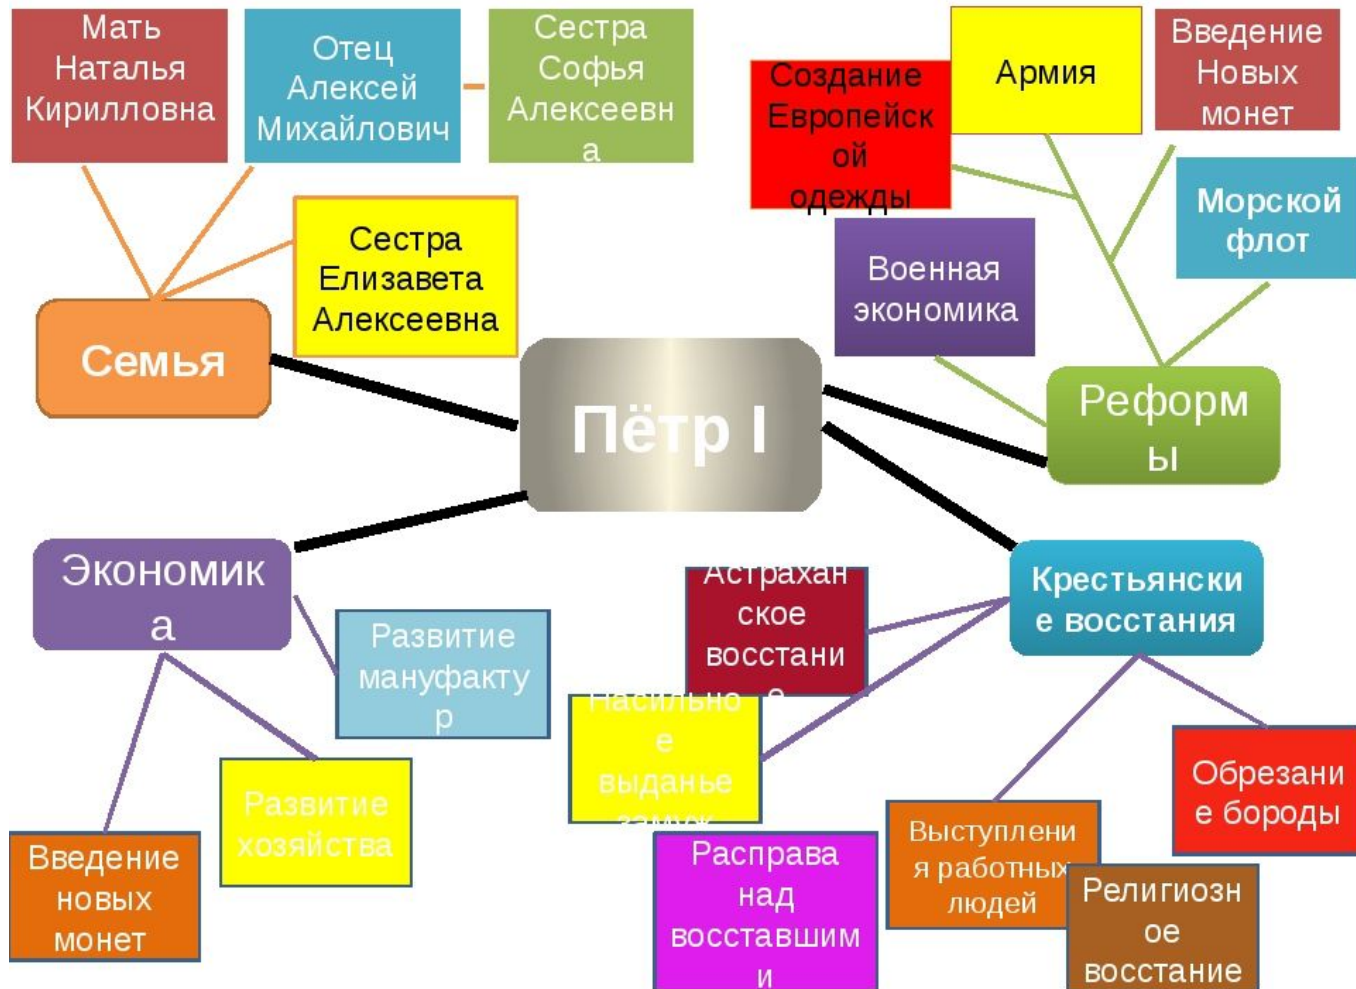 Мать
Наталья
Кирилловна
Отец
Алексей
Михайлович
Сестра
Софья
Алексеевн
а
Сестра
Елизавета
Алексеевна
Семья
Создание
Европейск
ой
одежды
Армия
Введение
Новых
монет
Морской
флот
Военная
экономика
Реформ
ы
Пётр I
Экономик
а
Развитие
мануфакту
р
Развитие
хозяйства
Введение
новых
монет
Крестьянски
е восстания
Астрахан
ское
восстани
е
Насильно
е
выданье
замуж
Расправа
над
восставшим
и
Выступлени
я работных
людей
Религиозн
ое
восстание
Обрезани
е бороды